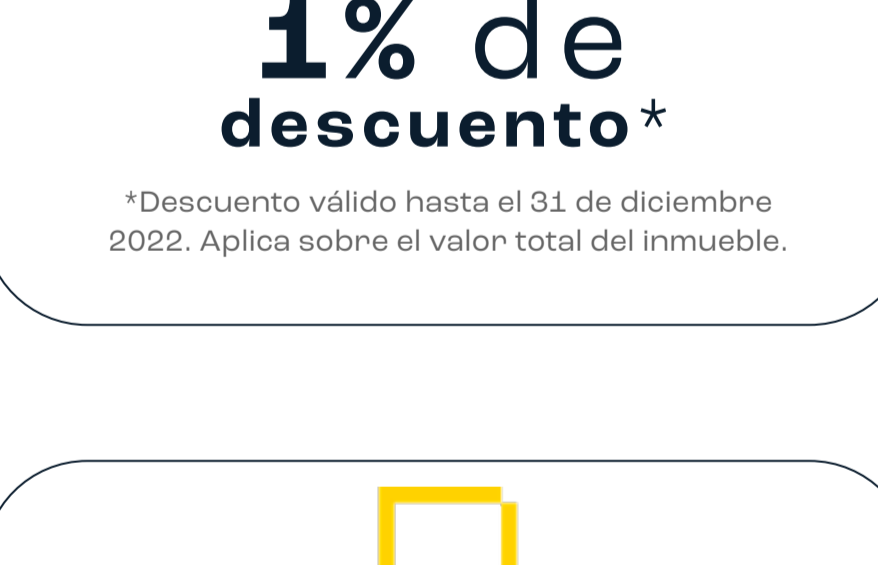 1% de
descuento*
*Descuento válido hasta el 31 de diciembre
2022. Aplica sobre el valor total del inmueble.